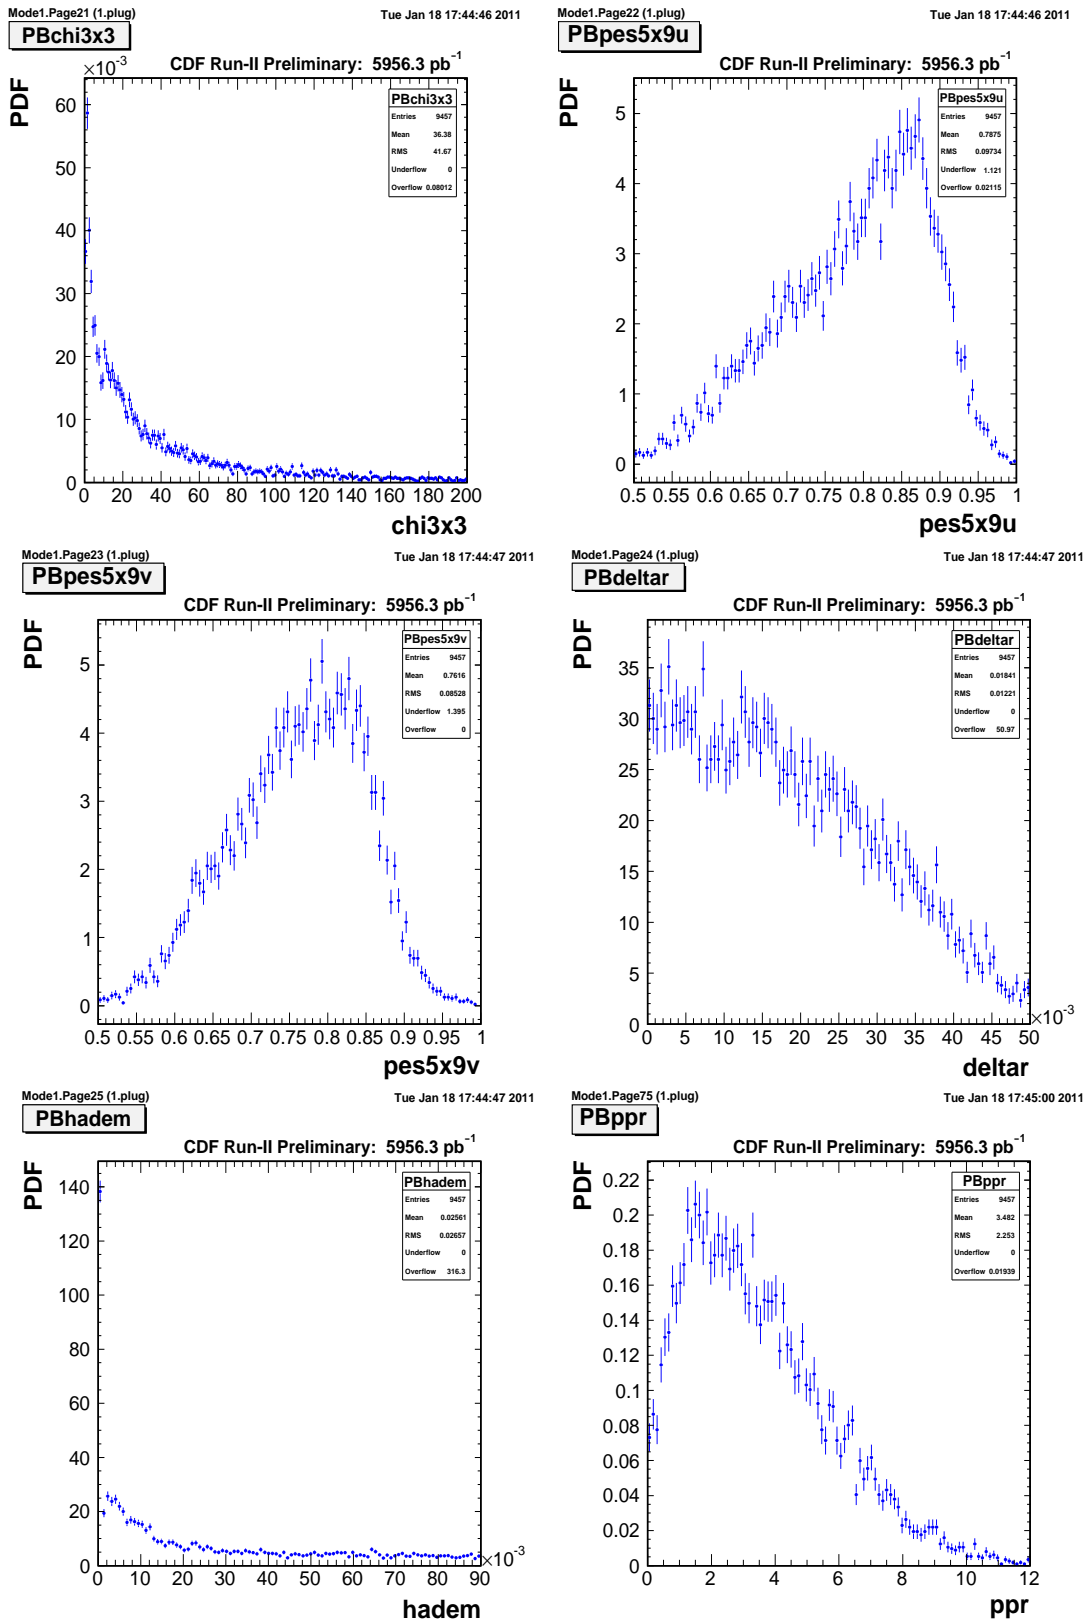 Mode1.Page21 (1.plug) Tue Jan 18 17:44:46 2011
PBchi3x3
CDF Run-II Preliminary: 5956.3 pb⁻¹
×10⁻³
PDF
PBchi3x3
Entries 9457
Mean 36.38
RMS 41.67
Underflow 0
Overflow 0.08012
60
50
40
30
20
10
0
0 20 40 60 80 100 120 140 160 180 200
chi3x3
Mode1.Page22 (1.plug) Tue Jan 18 17:44:46 2011
PBpes5x9u
CDF Run-II Preliminary: 5956.3 pb⁻¹
PDF
PBpes5x9u
Entries 9457
Mean 0.7875
RMS 0.09734
Underflow 1.121
Overflow 0.02115
5
4
3
2
1
0
0.5 0.55 0.6 0.65 0.7 0.75 0.8 0.85 0.9 0.95 1
pes5x9u
Mode1.Page23 (1.plug) Tue Jan 18 17:44:47 2011
PBpes5x9v
CDF Run-II Preliminary: 5956.3 pb⁻¹
PDF
PBpes5x9v
Entries 9457
Mean 0.7616
RMS 0.08528
Underflow 1.395
Overflow 0
5
4
3
2
1
0
0.5 0.55 0.6 0.65 0.7 0.75 0.8 0.85 0.9 0.95 1
pes5x9v
Mode1.Page24 (1.plug) Tue Jan 18 17:44:47 2011
PBdeltar
CDF Run-II Preliminary: 5956.3 pb⁻¹
PDF
PBdeltar
Entries 9457
Mean 0.01841
RMS 0.01221
Underflow 0
Overflow 50.97
35
30
25
20
15
10
5
0
0 5 10 15 20 25 30 35 40 45 50
×10⁻³
deltar
Mode1.Page25 (1.plug) Tue Jan 18 17:44:47 2011
PBhadem
CDF Run-II Preliminary: 5956.3 pb⁻¹
PDF
PBhadem
Entries 9457
Mean 0.02561
RMS 0.02657
Underflow 0
Overflow 316.3
140
120
100
80
60
40
20
0
0 10 20 30 40 50 60 70 80 90
×10⁻³
hadem
Mode1.Page75 (1.plug) Tue Jan 18 17:45:00 2011
PBppr
CDF Run-II Preliminary: 5956.3 pb⁻¹
PDF
PBppr
Entries 9457
Mean 3.482
RMS 2.253
Underflow 0
Overflow 0.01939
0.22
0.2
0.18
0.16
0.14
0.12
0.1
0.08
0.06
0.04
0.02
0
0 2 4 6 8 10 12
ppr